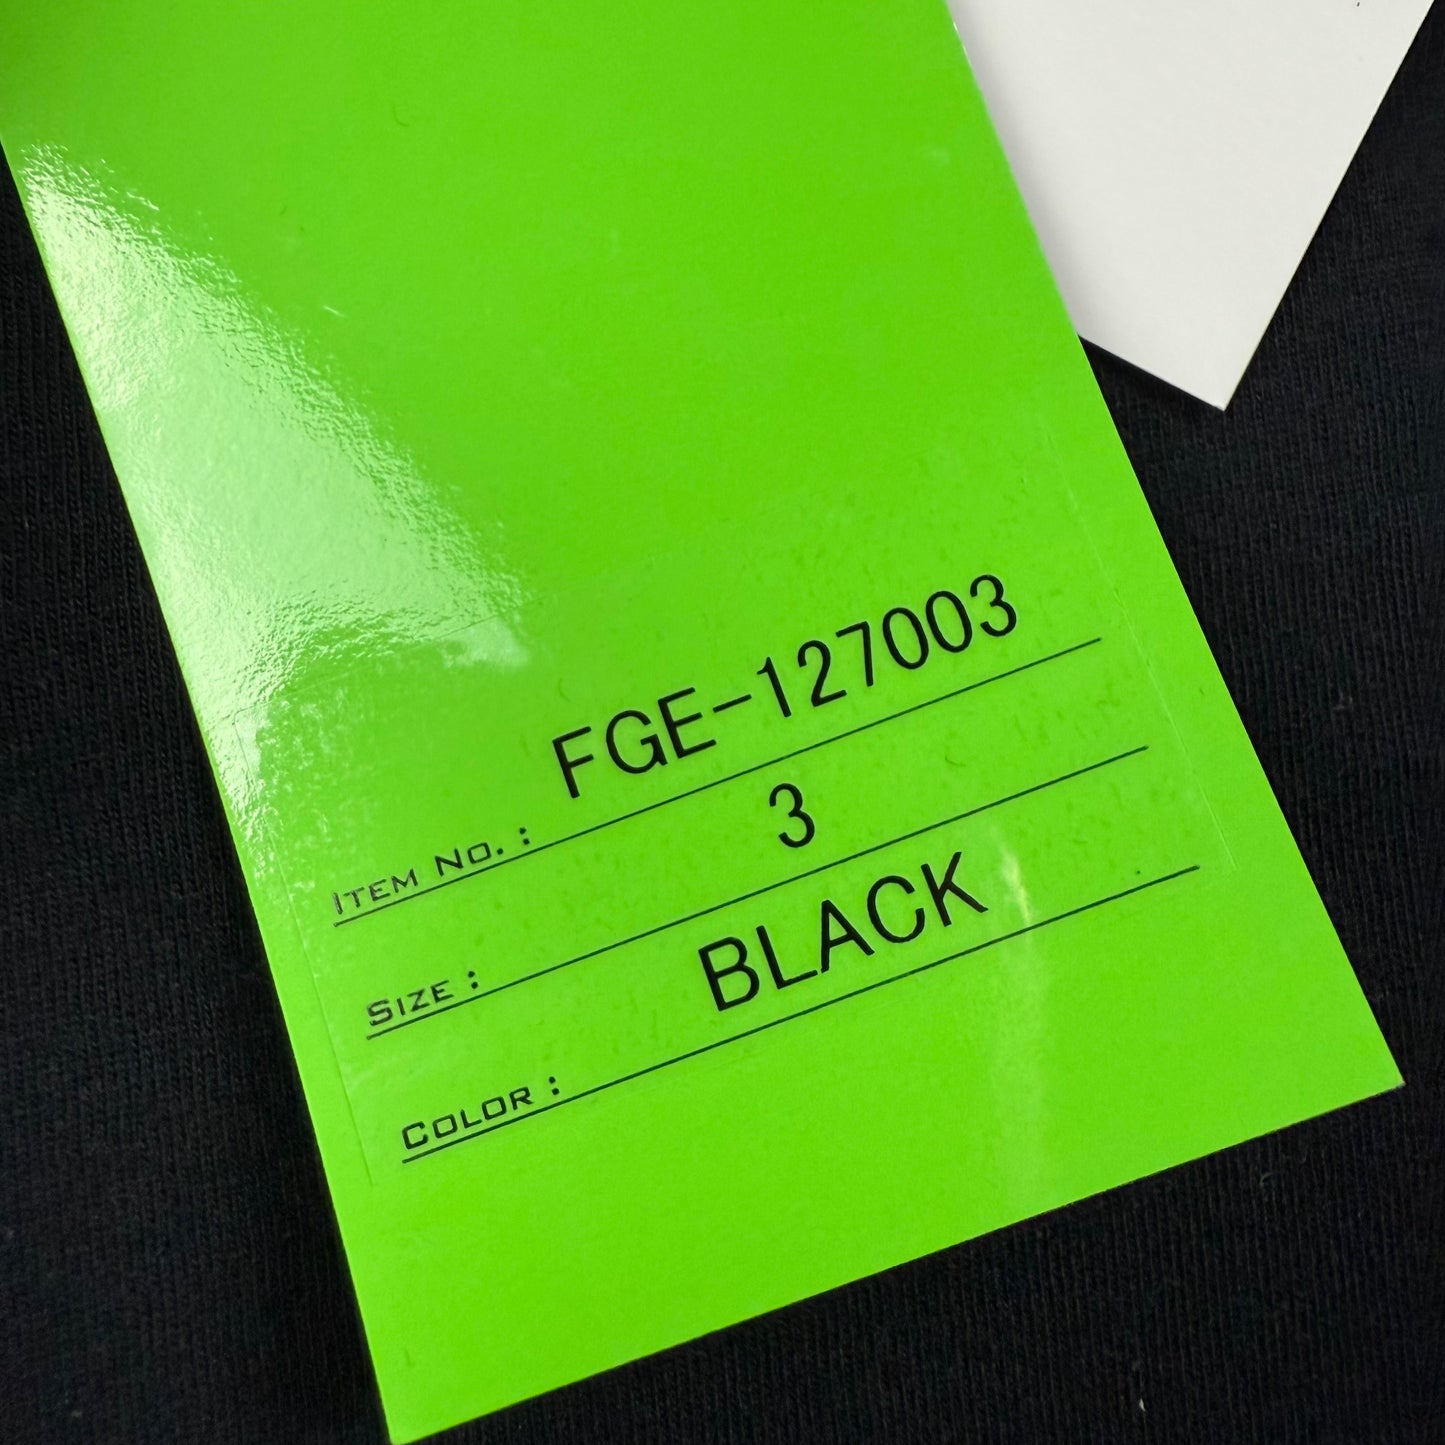 ITEM NO. : FGE-127003
SIZE : 3
COLOR : BLACK